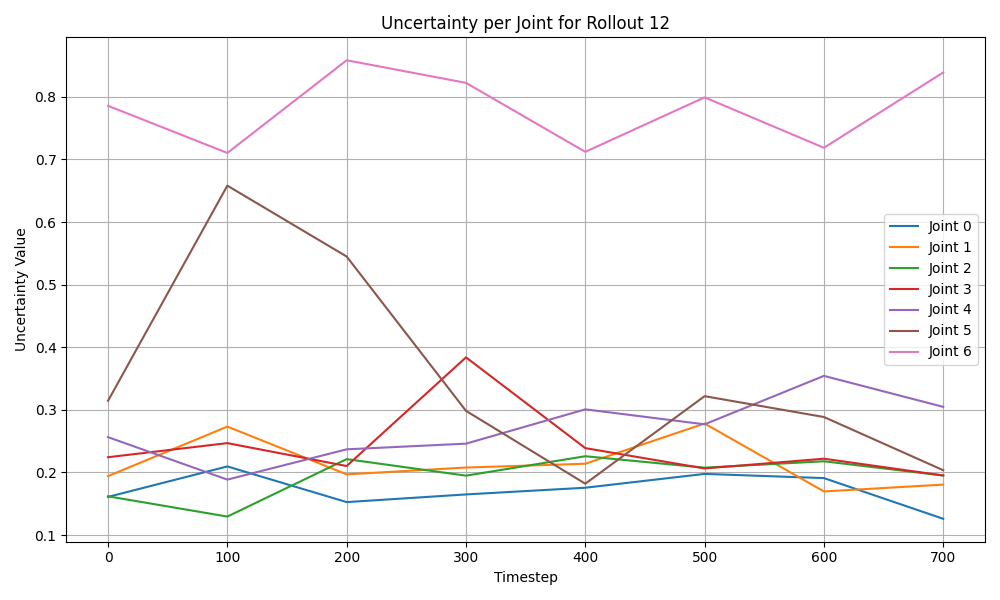 Uncertainty per Joint for Rollout 12
Uncertainty Value
0.8
0.7
0.6
0.5
0.4
0.3
0.2
0.1
Joint 0
Joint 1
Joint 2
Joint 3
Joint 4
Joint 5
Joint 6
0 100 200 300 400 500 600 700
Timestep